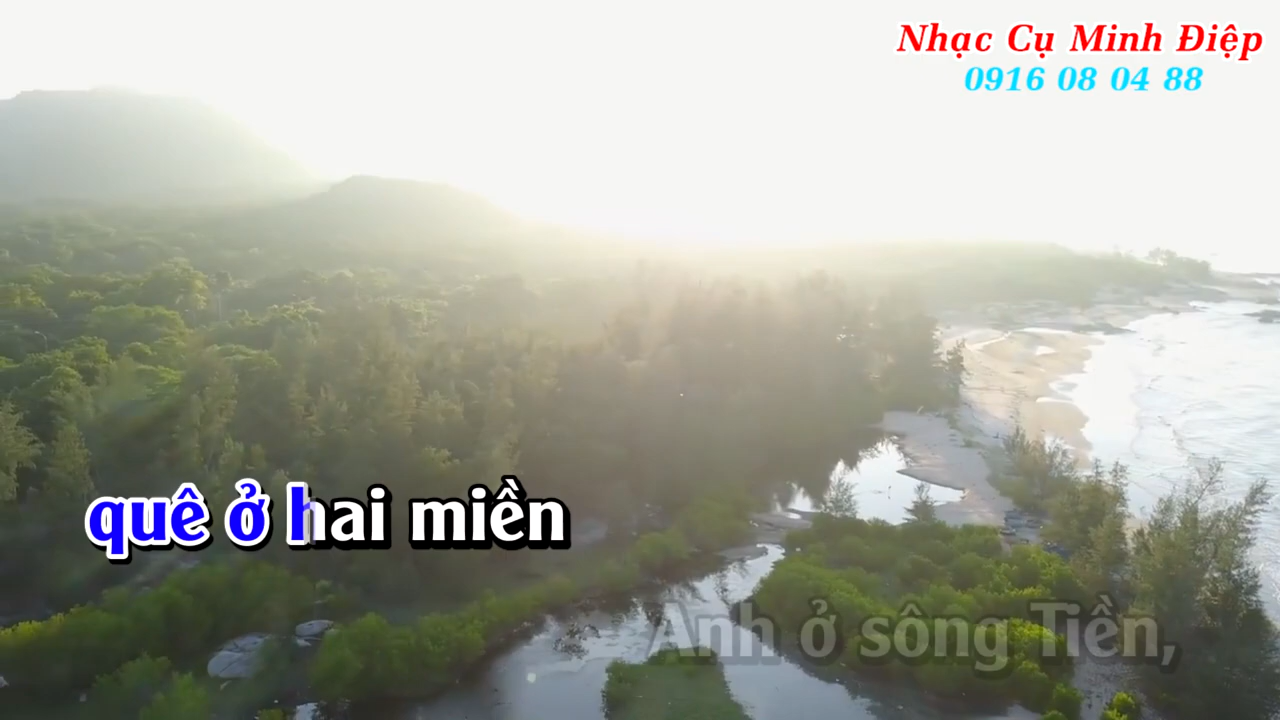 Nhạc Cụ Minh Điệp
0916 08 04 88
quê ở hai miền
Anh ở sông Tiền,